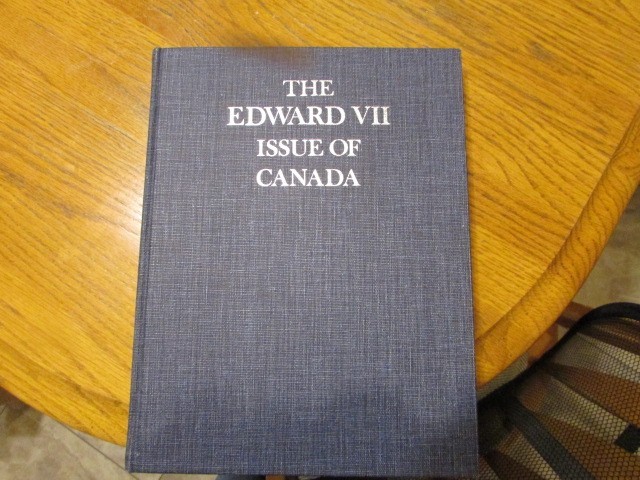 THE
EDWARD VII
ISSUE OF
CANADA